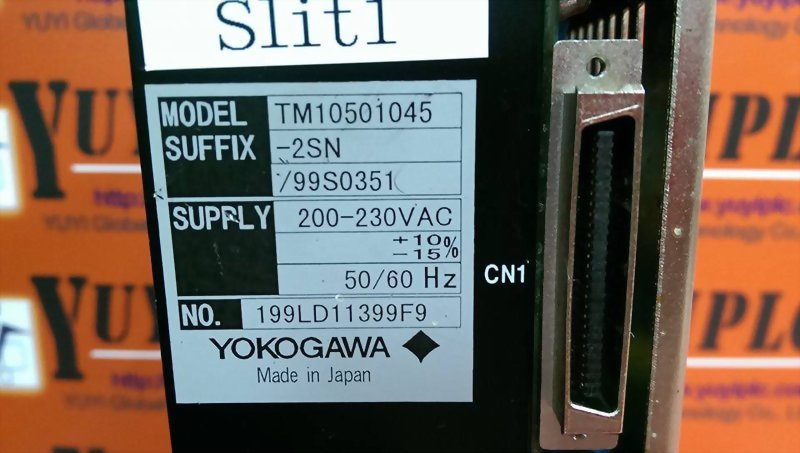 Sliti
MODEL TM10501045
SUFFIX -2SN
/99S0351
SUPPLY 200-230VAC
+10%
-15%
50/60 Hz
NO. 199LD11399F9
YOKOGAWA
Made in Japan
CN1